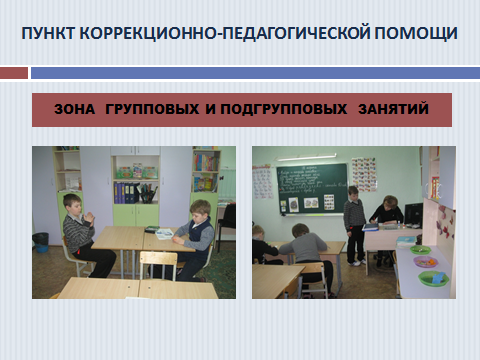 ПУНКТ КОРРЕКЦИОННО-ПЕДАГОГИЧЕСКОЙ ПОМОЩИ
ЗОНА ГРУППОВЫХ И ПОДГРУППОВЫХ ЗАНЯТИЙ